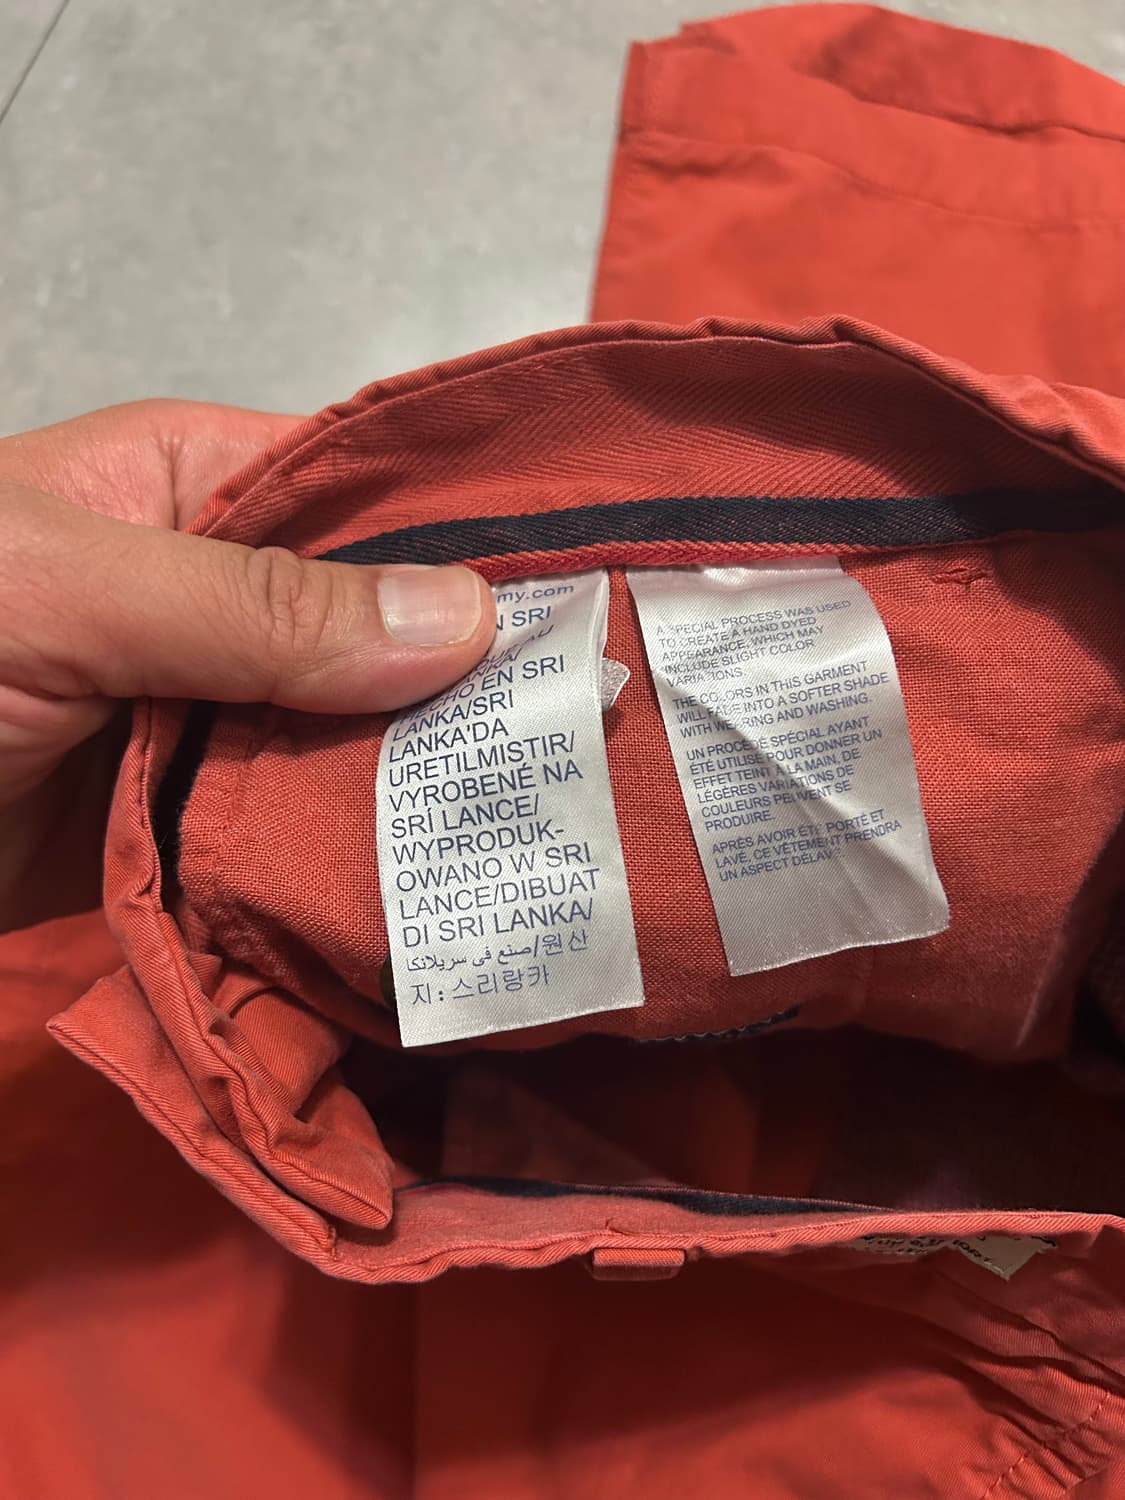 my.com
SRI
EN SRI
LANKA/SRI
LANKA'DA
URETILMISTIR/
VYROBENÉ NA
SRÍ LANCE/
WYPRODUK-
OWANO W SRI
LANCE/DIBUAT
DI SRI LANKA/
صنع في سريلانكا/원산
지: 스리랑카
A SPECIAL PROCESS WAS USED
TO CREATE A HAND DYED
APPEARANCE, WHICH MAY
INCLUDE SLIGHT COLOR
VARIATIONS.
THE COLORS IN THIS GARMENT
WILL FADE INTO A SOFTER SHADE
WITH WEARING AND WASHING.
UN PROCÉDÉ SPÉCIAL AYANT
ÉTÉ UTILISÉ POUR DONNER UN
EFFET TEINT À LA MAIN, DE
LÉGÈRES VARIATIONS DE
COULEURS PEUVENT SE
PRODUIRE.
APRÈS AVOIR ÉTÉ PORTÉ ET
LAVÉ, CE VÊTEMENT PRENDRA
UN ASPECT DÉLAVÉ.